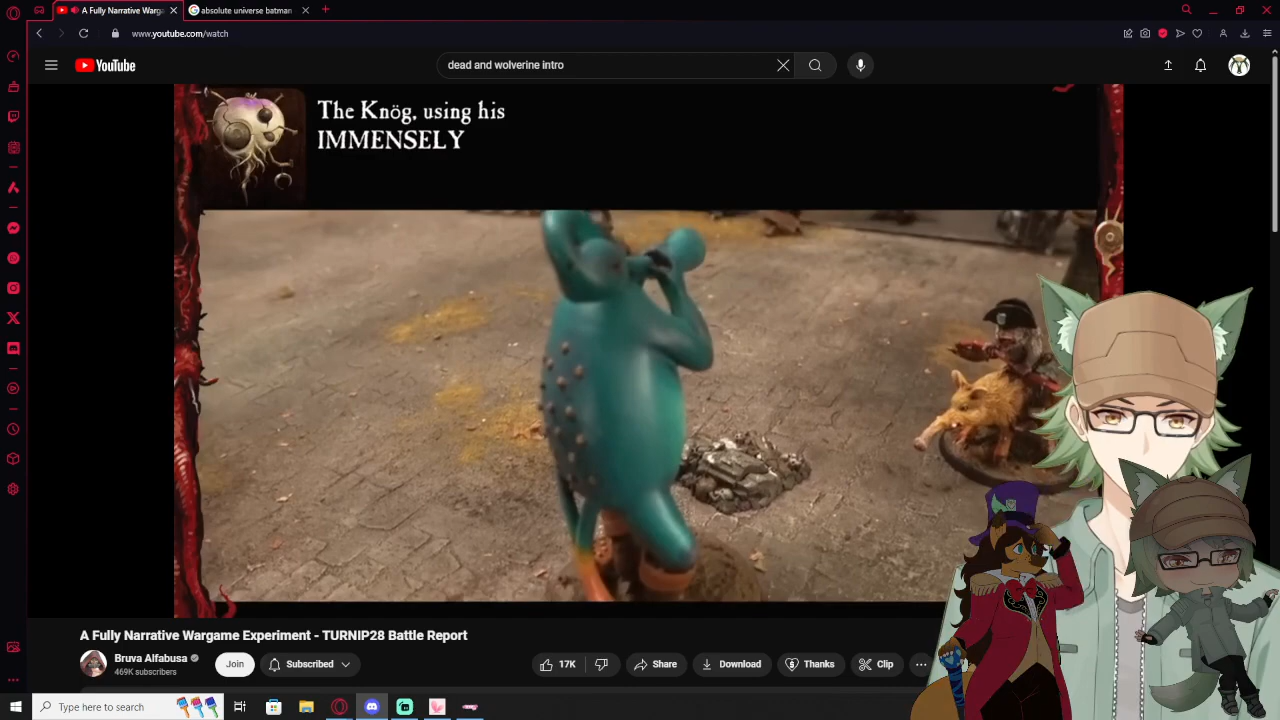 A Fully Narrative Warga
absolute universe batman
www.youtube.com/watch
YouTube
dead and wolverine intro
The Knög, using his
IMMENSELY
A Fully Narrative Wargame Experiment - TURNIP28 Battle Report
Bruva Alfabusa
469K subscribers
Join
Subscribed
17K
Share
Download
Thanks
Clip
Type here to search